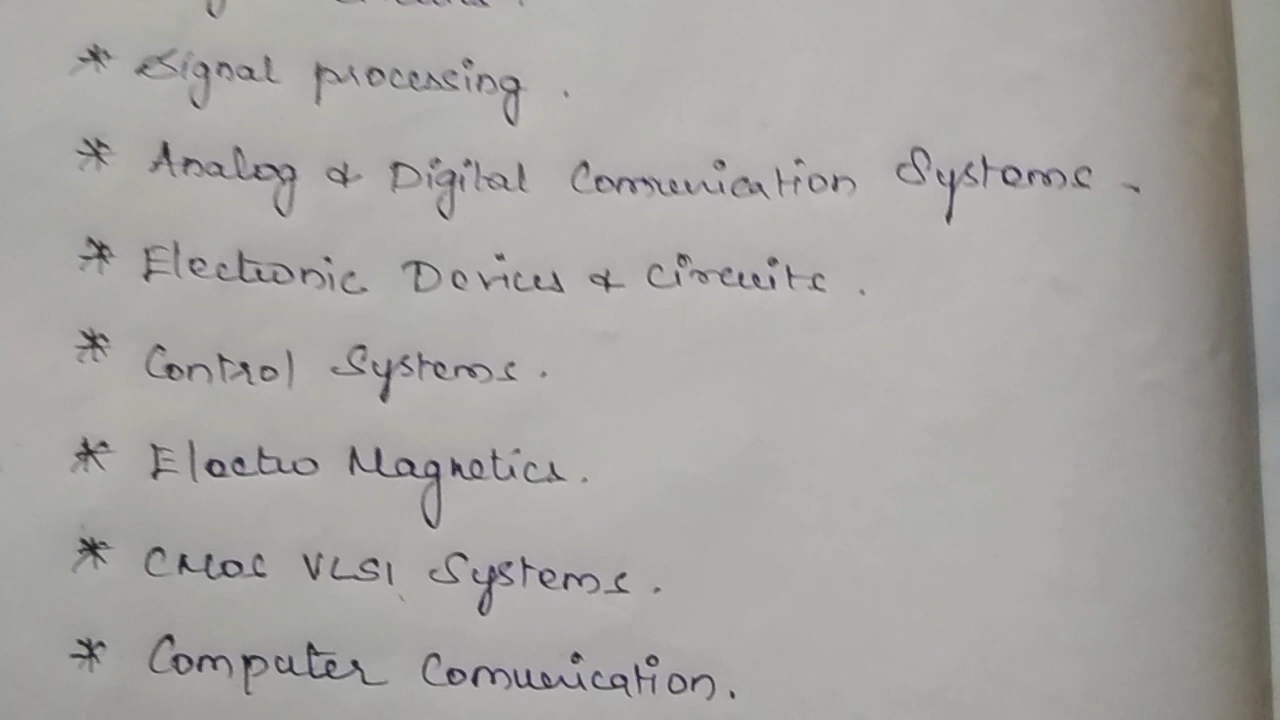 * Signal processing .
* Analog & Digital Communication Systems .
* Electronic Devices & Circuits .
* Control Systems .
* Electro Magnetics .
* CMOS VLSI Systems .
* Computer Comunication .